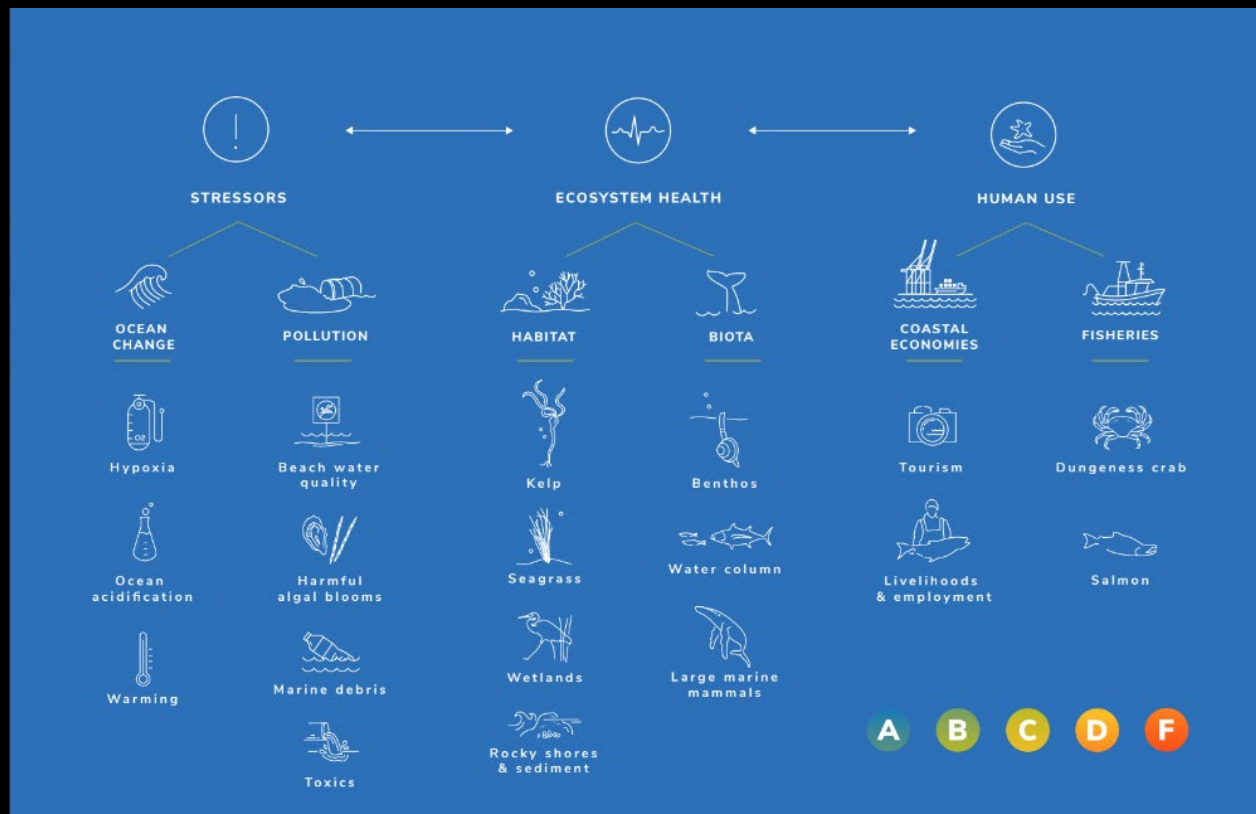 STRESSORS
ECOSYSTEM HEALTH
HUMAN USE
OCEAN
CHANGE
POLLUTION
HABITAT
BIOTA
COASTAL
ECONOMIES
FISHERIES
O2
Hypoxia
Ocean
acidification
Warming
Beach water
quality
Harmful
algal blooms
Marine debris
Toxics
Kelp
Seagrass
Wetlands
Rocky shores
& sediment
Benthos
Water column
Large marine
mammals
Tourism
Livelihoods
& employment
Dungeness crab
Salmon
A B C D F